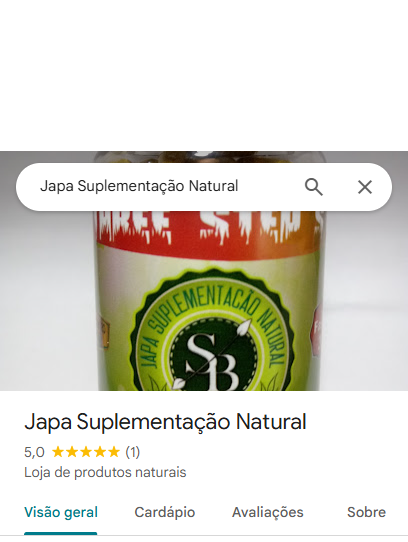 Japa Suplementação Natural
THREE STEP
JAPA SUPLEMENTAÇÃO NATURAL
SB
Japa Suplementação Natural
5,0 ★★★★★ (1)
Loja de produtos naturais
Visão geral Cardápio Avaliações Sobre